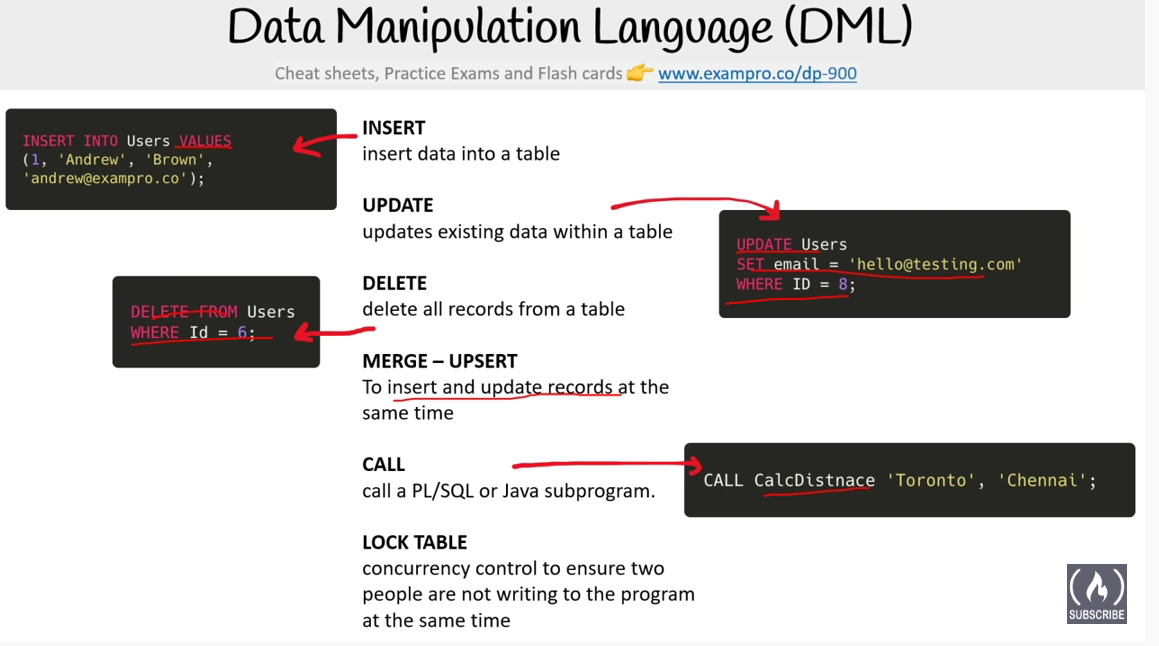 Data Manipulation Language (DML)
Cheat sheets, Practice Exams and Flash cards 👉 www.exampro.co/dp-900
INSERT INTO Users VALUES
(1, 'Andrew', 'Brown',
'andrew@exampro.co');
INSERT
insert data into a table
UPDATE
updates existing data within a table
UPDATE Users
SET email = 'hello@testing.com'
WHERE ID = 8;
DELETE
delete all records from a table
DELETE FROM Users
WHERE Id = 6;
MERGE – UPSERT
To insert and update records at the
same time
CALL
call a PL/SQL or Java subprogram.
CALL CalcDistnace 'Toronto', 'Chennai';
LOCK TABLE
concurrency control to ensure two
people are not writing to the program
at the same time
SUBSCRIBE